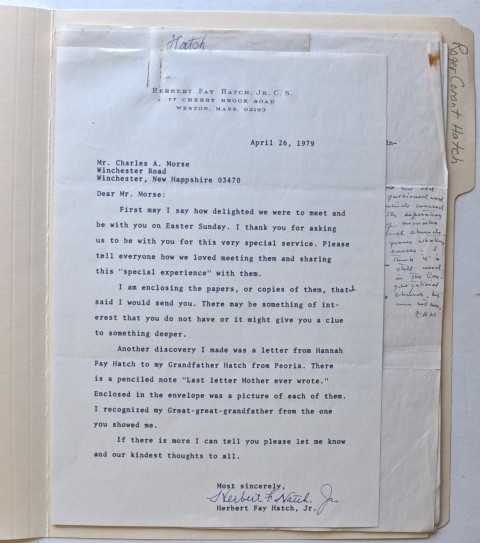 Hatch
Roger Conant Hatch
HERBERT FAY HATCH, JR. C. S.
77 CHERRY BROOK ROAD
WESTON, MASS. 02193
April 26, 1979
Mr. Charles A. Morse
Winchester Road
Winchester, New Happshire 03470
Dear Mr. Morse:
First may I say how delighted we were to meet and
be with you on Easter Sunday. I thank you for asking
us to be with you for this very special service. Please
tell everyone how we loved meeting them and sharing
this "special experience" with them.
I am enclosing the papers, or copies of them, that I
said I would send you. There may be something of int-
erest that you do not have or it might give you a clue
to something deeper.
Another discovery I made was a letter from Hannah
Fay Hatch to my Grandfather Hatch from Peoria. There
is a penciled note "Last letter Mother ever wrote."
Enclosed in the envelope was a picture of each of them.
I recognized my Great-great-grandfather from the one
you showed me.
If there is more I can tell you please let me know
and our kindest thoughts to all.
Most sincerely,
Herbert F. Hatch, Jr.
Herbert Fay Hatch, Jr.